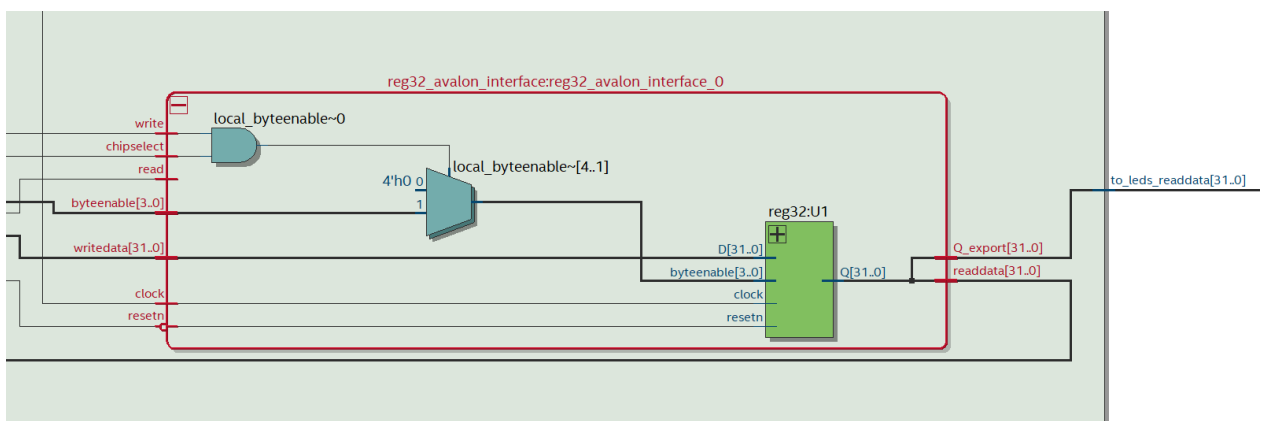 reg32_avalon_interface:reg32_avalon_interface_0
write
local_byteenable~0
chipselect
read
local_byteenable~[4..1]
4'h0 0
1
byteenable[3..0]
to_leds_readdata[31..0]
reg32:U1
writedata[31..0]
D[31..0]
Q_export[31..0]
byteenable[3..0]
Q[31..0]
readdata[31..0]
clock
clock
resetn
resetn